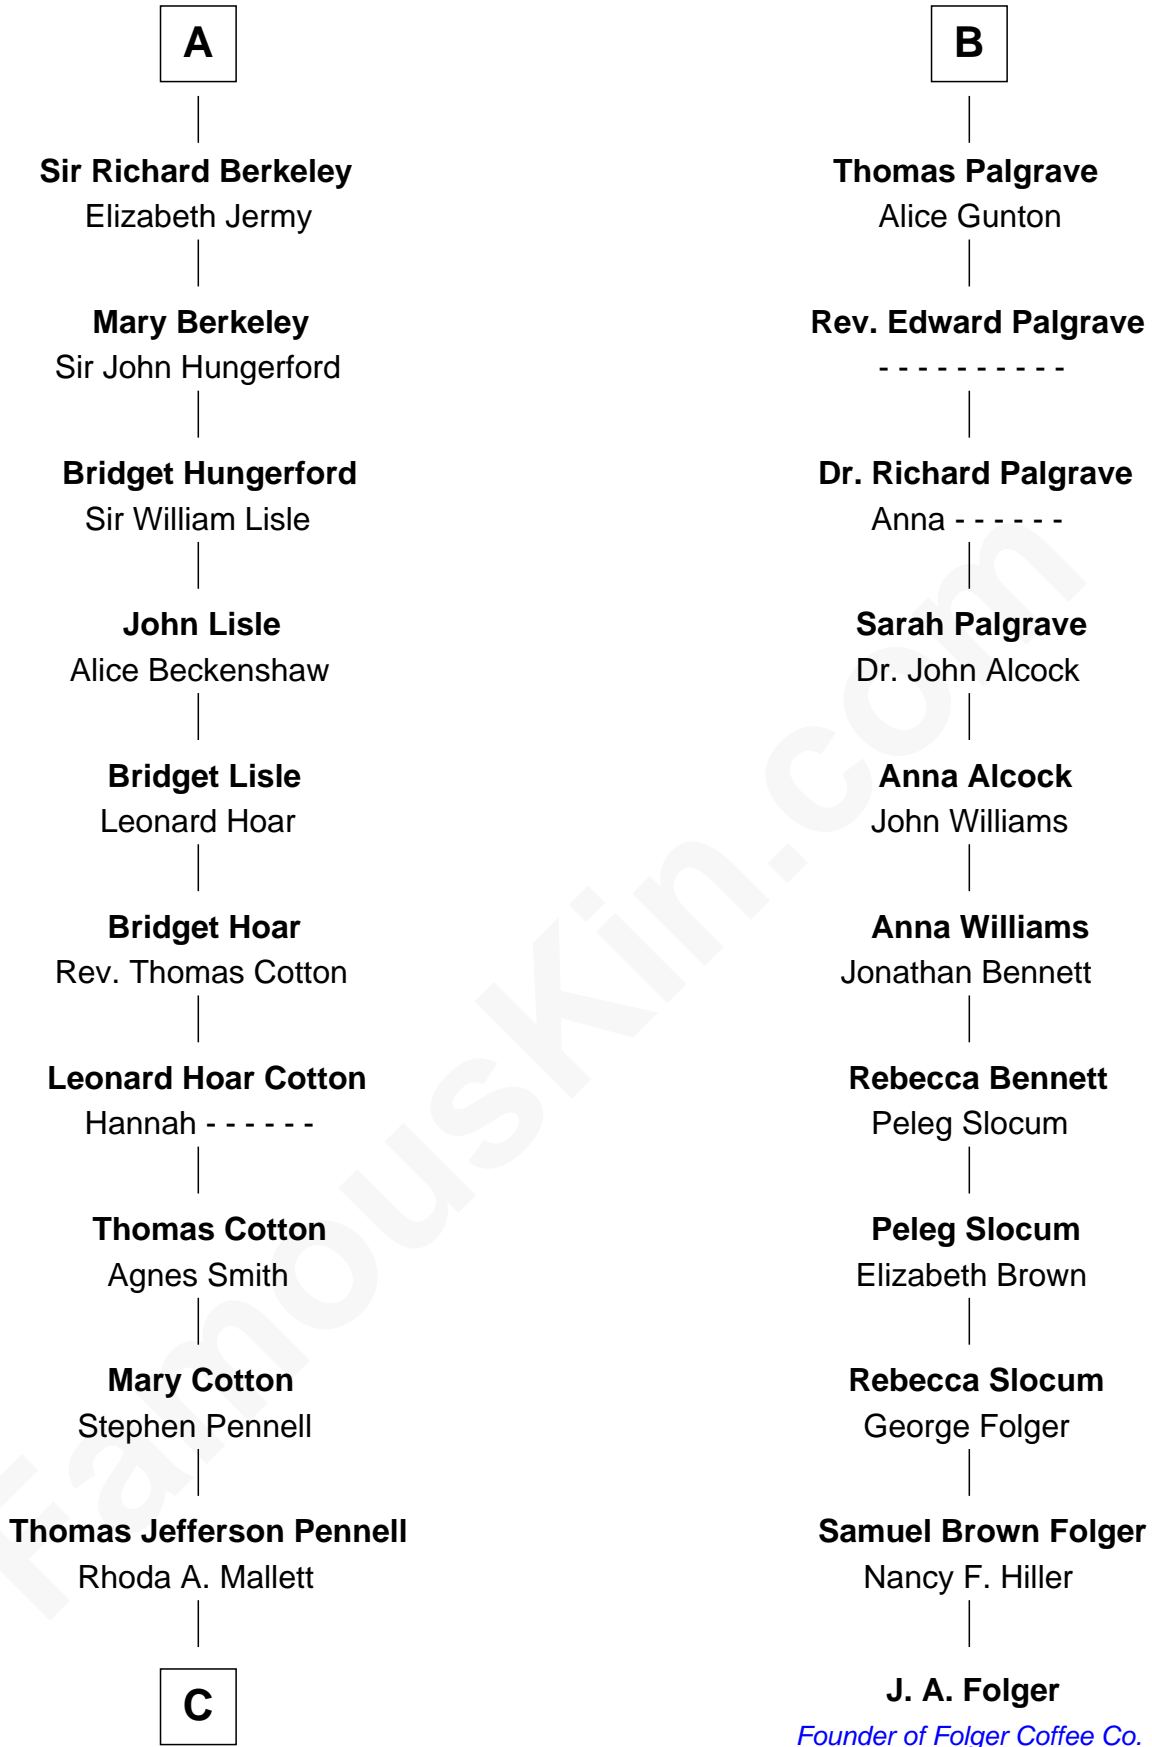 A
Sir Richard Berkeley
Elizabeth Jermy
Mary Berkeley
Sir John Hungerford
Bridget Hungerford
Sir William Lisle
John Lisle
Alice Beckenshaw
Bridget Lisle
Leonard Hoar
Bridget Hoar
Rev. Thomas Cotton
Leonard Hoar Cotton
Hannah - - - - - -
Thomas Cotton
Agnes Smith
Mary Cotton
Stephen Pennell
Thomas Jefferson Pennell
Rhoda A. Mallett
C
B
Thomas Palgrave
Alice Gunton
Rev. Edward Palgrave
- - - - - - - - - -
Dr. Richard Palgrave
Anna - - - - - -
Sarah Palgrave
Dr. John Alcock
Anna Alcock
John Williams
Anna Williams
Jonathan Bennett
Rebecca Bennett
Peleg Slocum
Peleg Slocum
Elizabeth Brown
Rebecca Slocum
George Folger
Samuel Brown Folger
Nancy F. Hiller
J. A. Folger
Founder of Folger Coffee Co.
FamousKin.com